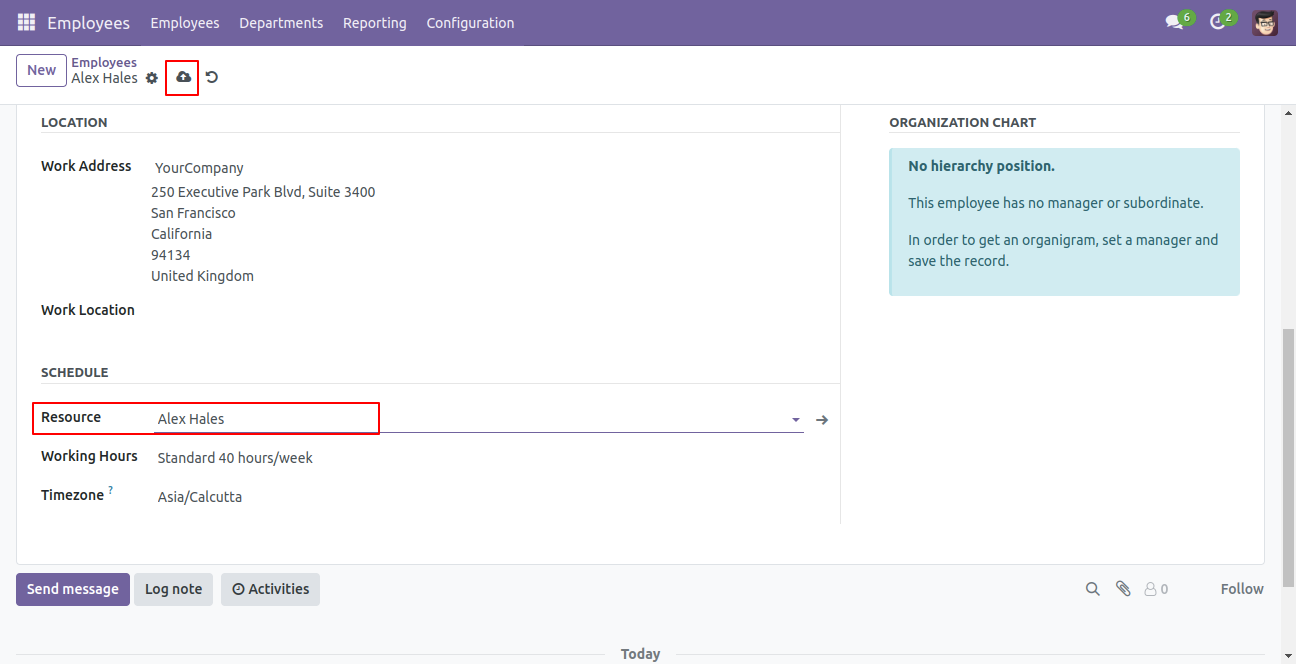 Employees Employees Departments Reporting Configuration 6 2
New Employees
Alex Hales
LOCATION
Work Address YourCompany
250 Executive Park Blvd, Suite 3400
San Francisco
California
94134
United Kingdom
Work Location
SCHEDULE
Resource Alex Hales
Working Hours Standard 40 hours/week
Timezone ? Asia/Calcutta
ORGANIZATION CHART
No hierarchy position.
This employee has no manager or subordinate.
In order to get an organigram, set a manager and
save the record.
Send message Log note Activities 0 Follow
Today